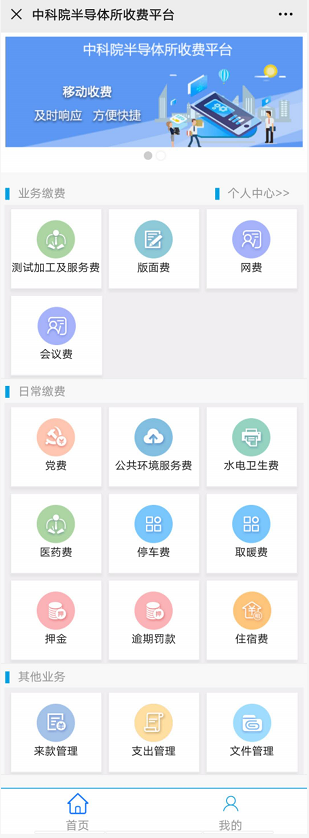 中科院半导体所收费平台
中科院半导体所收费平台
移动收费
及时响应 方便快捷
业务缴费 个人中心>>
测试加工及服务费 版面费 网费
会议费
日常缴费
党费 公共环境服务费 水电卫生费
医药费 停车费 取暖费
押金 逾期罚款 住宿费
其他业务
来款管理 支出管理 文件管理
首页 我的